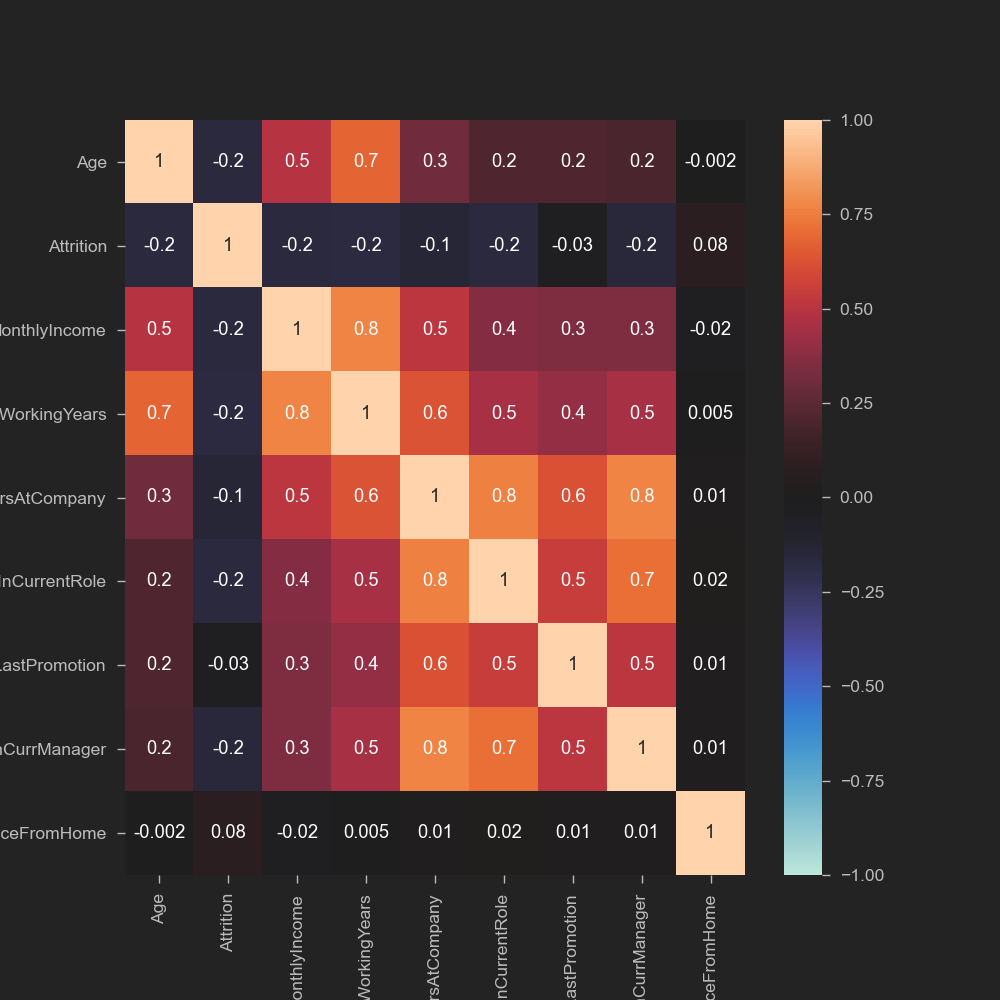 1.00
Age 1 -0.2 0.5 0.7 0.3 0.2 0.2 0.2 -0.002
0.75
Attrition -0.2 1 -0.2 -0.2 -0.1 -0.2 -0.03 -0.2 0.08
0.50
onthlyIncome 0.5 -0.2 1 0.8 0.5 0.4 0.3 0.3 -0.02
WorkingYears 0.7 -0.2 0.8 1 0.6 0.5 0.4 0.5 0.005
0.25
rsAtCompany 0.3 -0.1 0.5 0.6 1 0.8 0.6 0.8 0.01
0.00
nCurrentRole 0.2 -0.2 0.4 0.5 0.8 1 0.5 0.7 0.02
−0.25
LastPromotion 0.2 -0.03 0.3 0.4 0.6 0.5 1 0.5 0.01
−0.50
CurrManager 0.2 -0.2 0.3 0.5 0.8 0.7 0.5 1 0.01
−0.75
ceFromHome -0.002 0.08 -0.02 0.005 0.01 0.02 0.01 0.01 1
−1.00
Age
Attrition
onthlyIncome
WorkingYears
rsAtCompany
nCurrentRole
astPromotion
CurrManager
ceFromHome